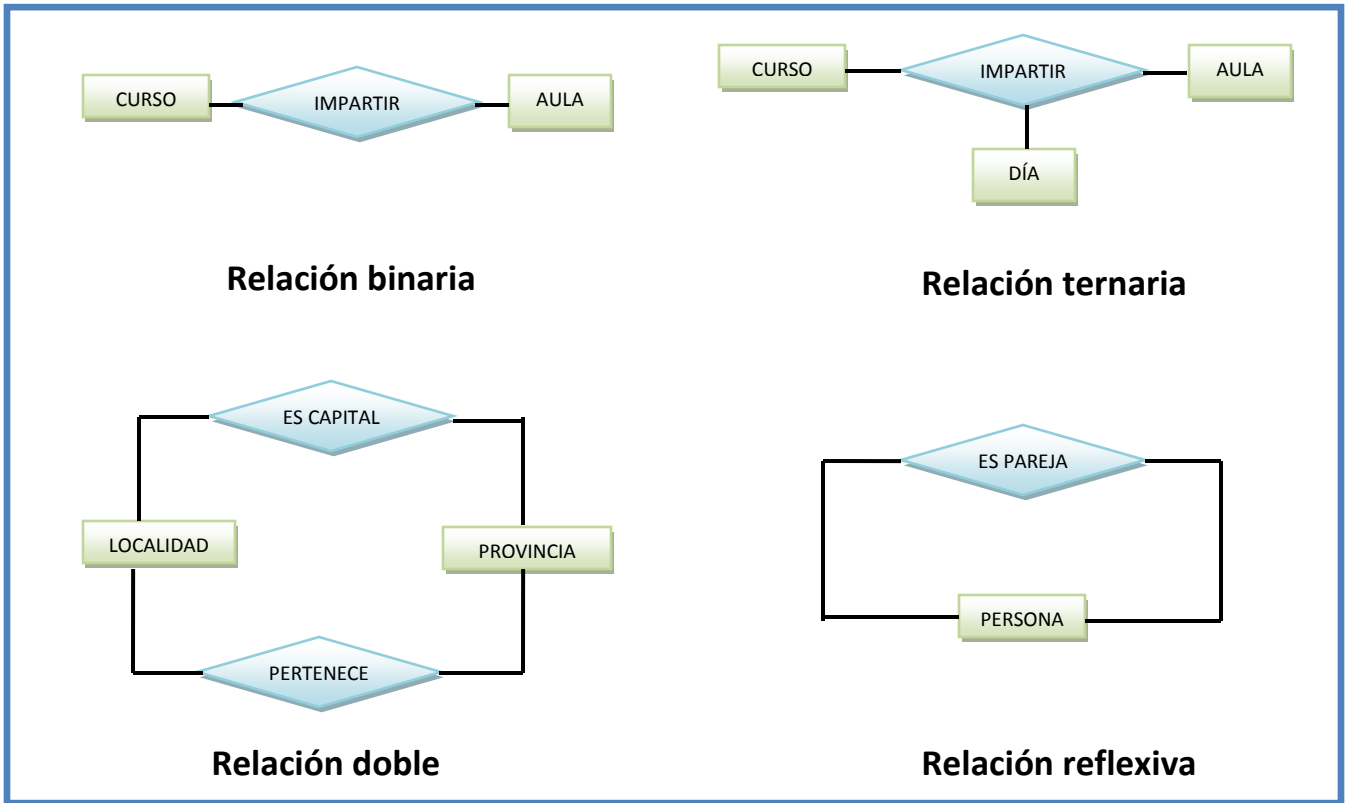 CURSO
IMPARTIR
AULA
Relación binaria
CURSO
IMPARTIR
AULA
DÍA
Relación ternaria
ES CAPITAL
LOCALIDAD
PROVINCIA
PERTENECE
Relación doble
ES PAREJA
PERSONA
Relación reflexiva